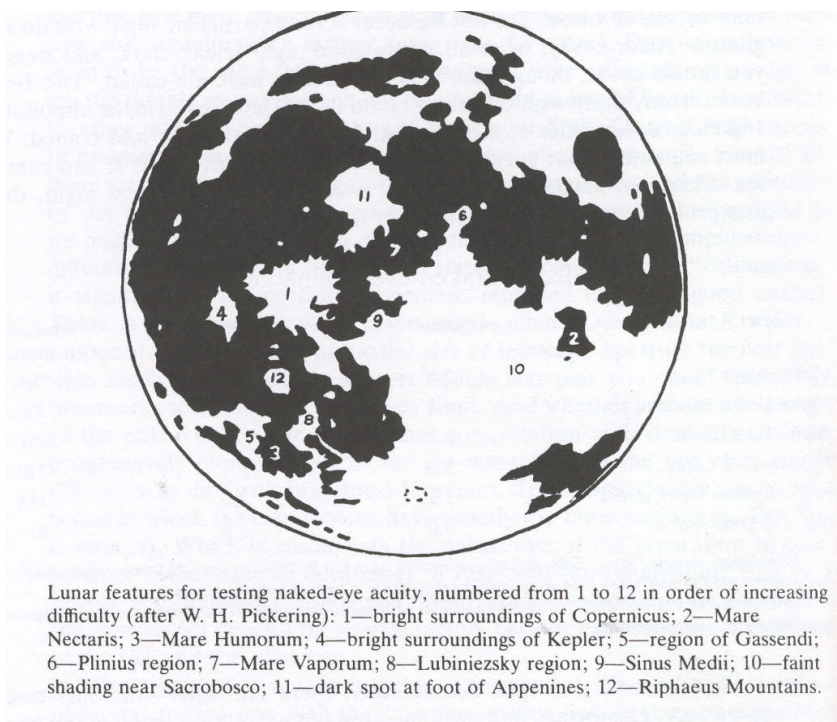 11
6
7
1
4
9
2
10
12
8
5
3
Lunar features for testing naked-eye acuity, numbered from 1 to 12 in order of increasing
difficulty (after W. H. Pickering): 1—bright surroundings of Copernicus; 2—Mare
Nectaris; 3—Mare Humorum; 4—bright surroundings of Kepler; 5—region of Gassendi;
6—Plinius region; 7—Mare Vaporum; 8—Lubiniezsky region; 9—Sinus Medii; 10—faint
shading near Sacrobosco; 11—dark spot at foot of Appenines; 12—Riphaeus Mountains.